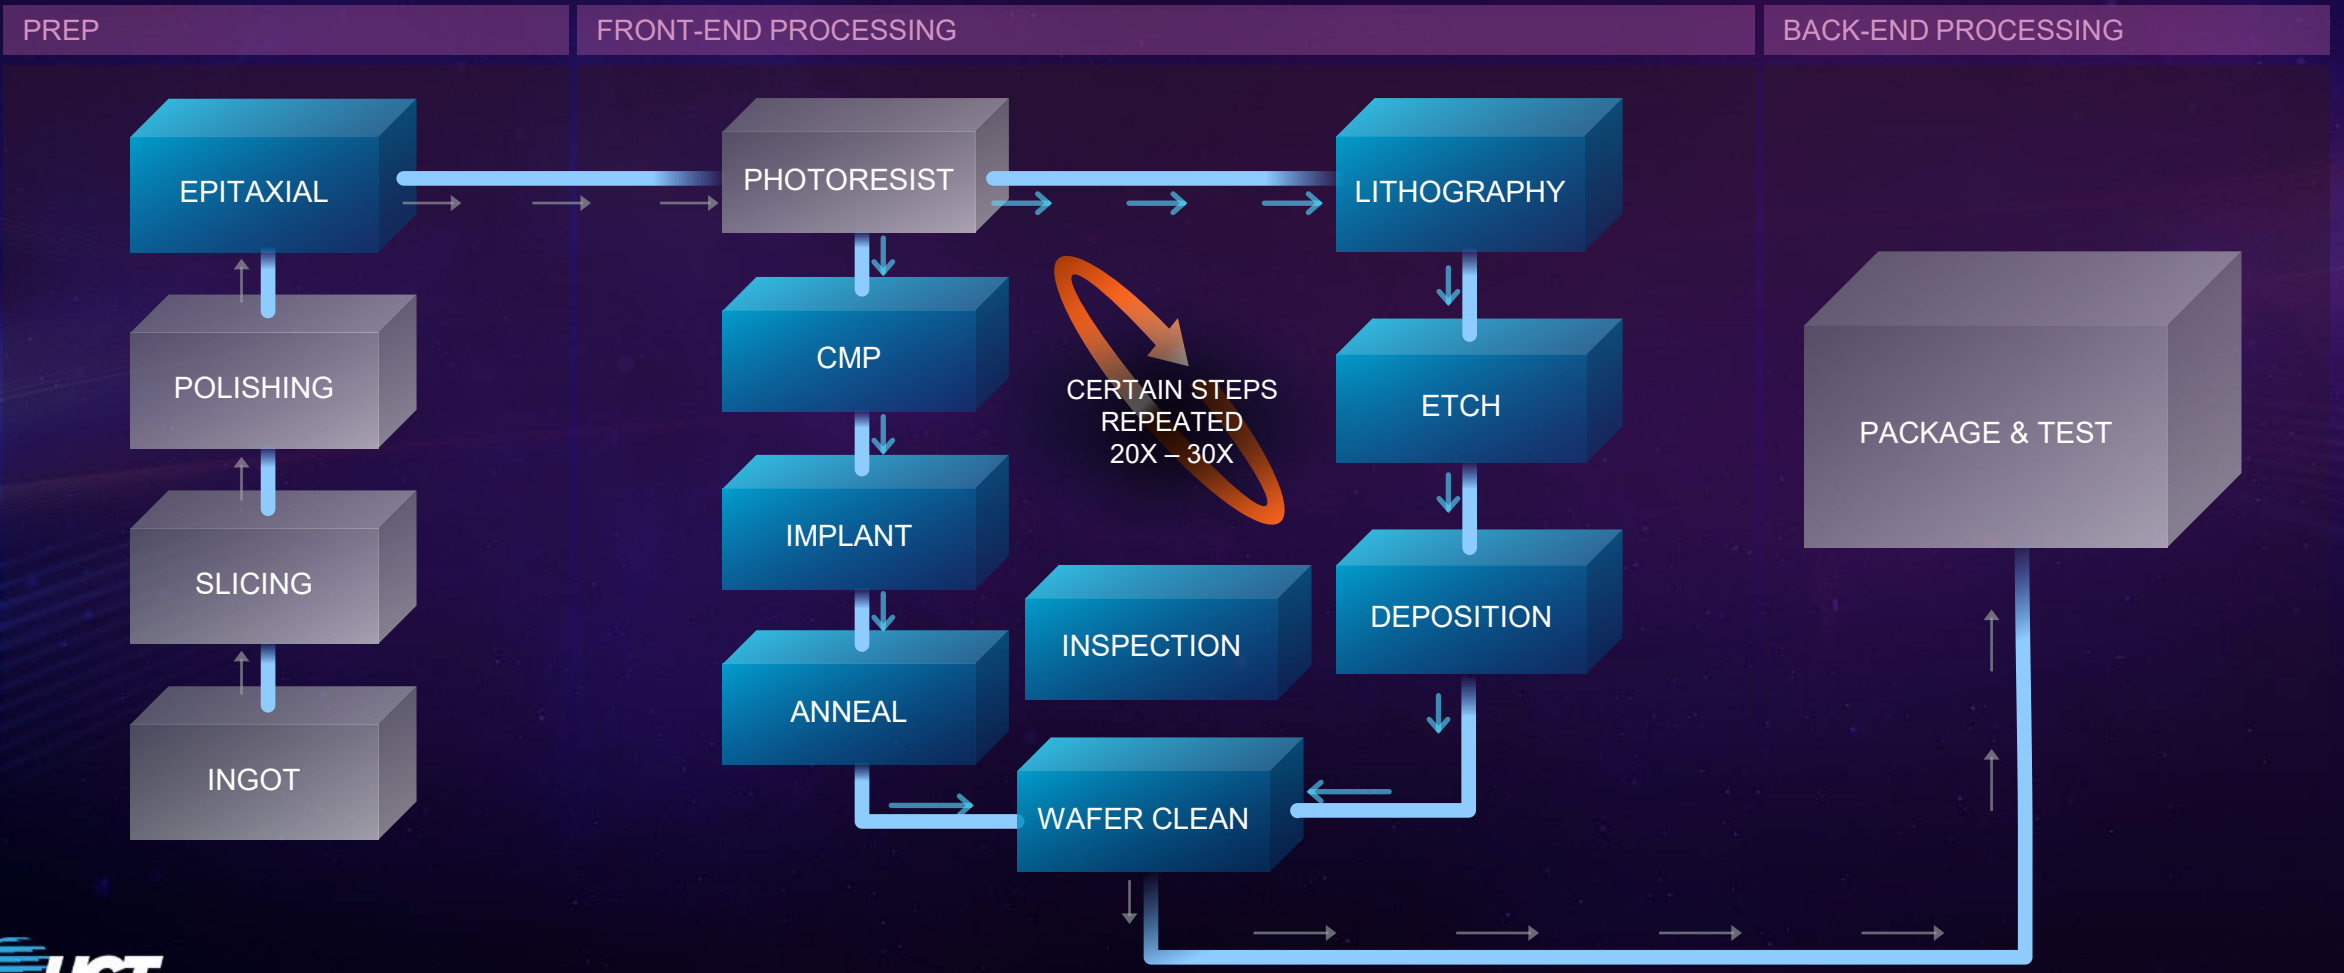 PREP
FRONT-END PROCESSING
BACK-END PROCESSING
EPITAXIAL
POLISHING
SLICING
INGOT
PHOTORESIST
CMP
IMPLANT
ANNEAL
LITHOGRAPHY
ETCH
DEPOSITION
CERTAIN STEPS
REPEATED
20X – 30X
INSPECTION
WAFER CLEAN
PACKAGE & TEST
UCT